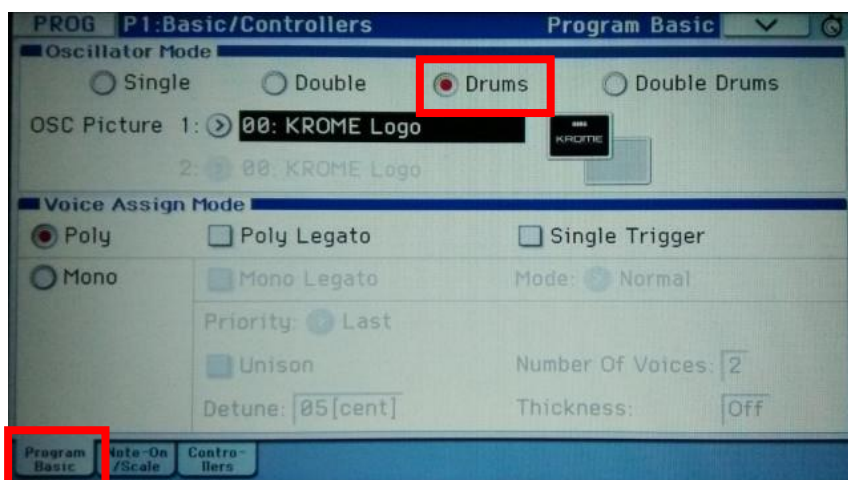 PROG P1:Basic/Controllers Program Basic
Oscillator Mode
Single Double Drums Double Drums
OSC Picture 1: 00: KROME Logo
KORG
KROME
2: 00: KROME Logo
Voice Assign Mode
Poly Poly Legato Single Trigger
Mono Mono Legato Mode: Normal
Priority: Last
Unison Number Of Voices: 2
Detune: 05[cent] Thickness: Off
Program Note-On Contro-
Basic /Scale llers